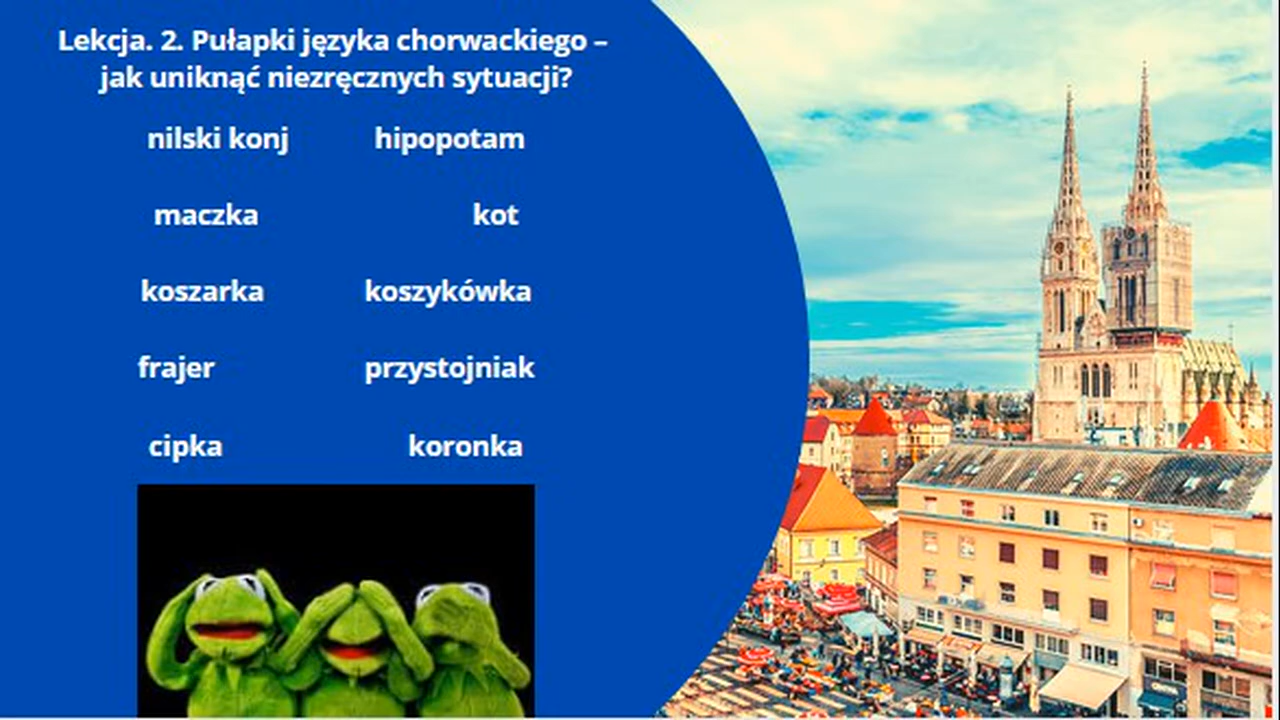 Lekcja. 2. Pułapki języka chorwackiego –
jak uniknąć niezręcznych sytuacji?
nilski konj hipopotam
maczka kot
koszarka koszykówka
frajer przystojniak
cipka koronka